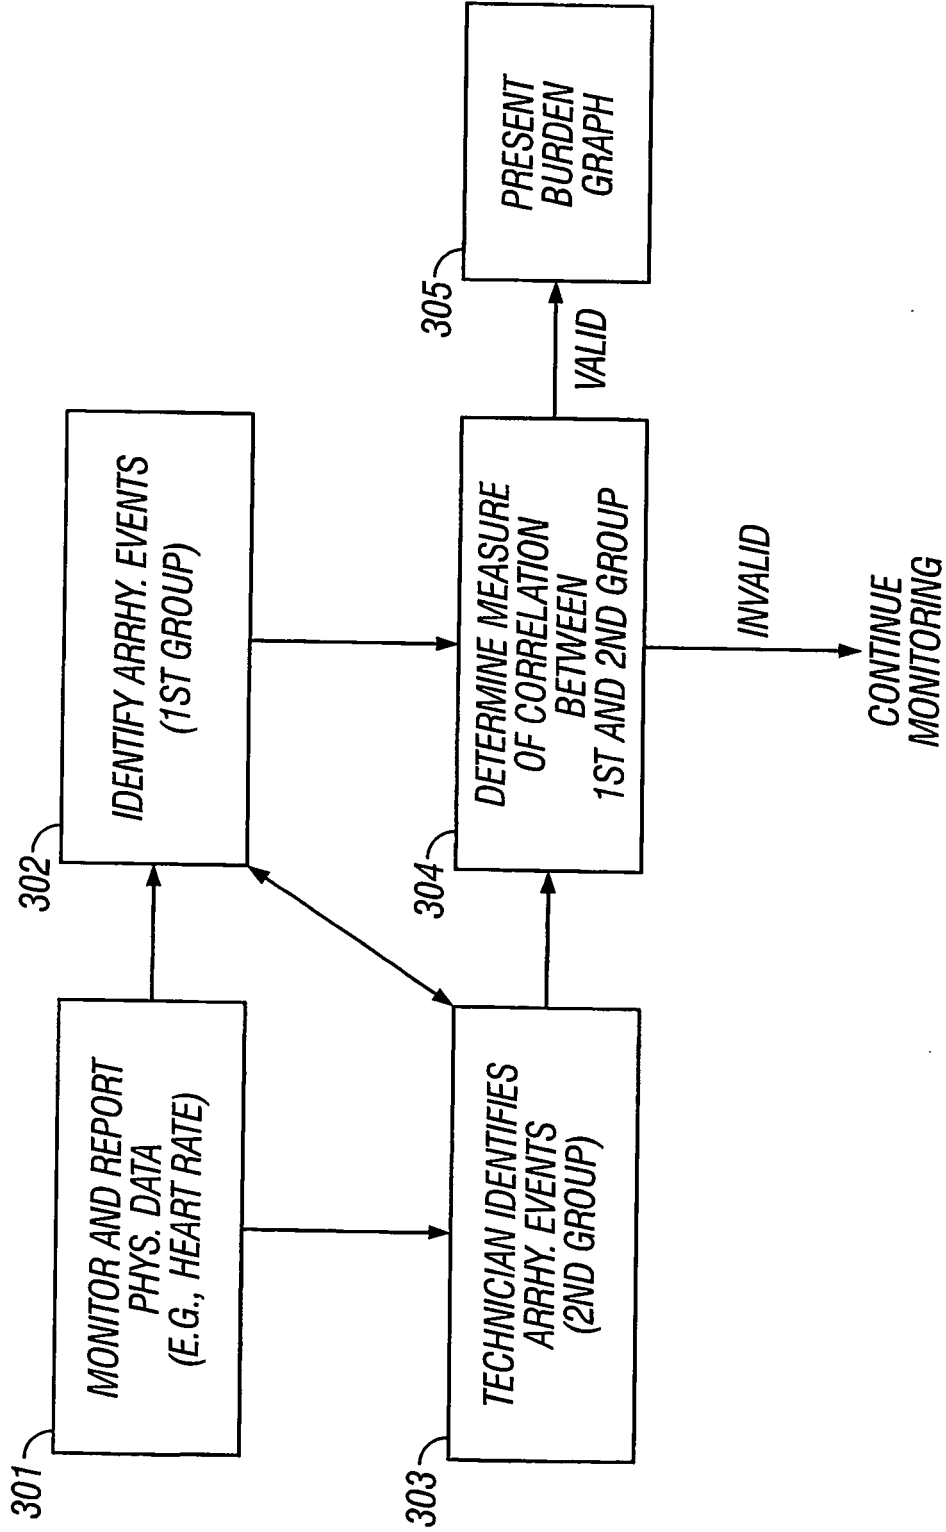 301
MONITOR AND REPORT
PHYS. DATA
(E.G., HEART RATE)
302
IDENTIFY ARRHY. EVENTS
(1ST GROUP)
303
TECHNICIAN IDENTIFIES
ARRHY. EVENTS
(2ND GROUP)
304
DETERMINE MEASURE
OF CORRELATION
BETWEEN
1ST AND 2ND GROUP
VALID
305
PRESENT
BURDEN
GRAPH
INVALID
CONTINUE
MONITORING